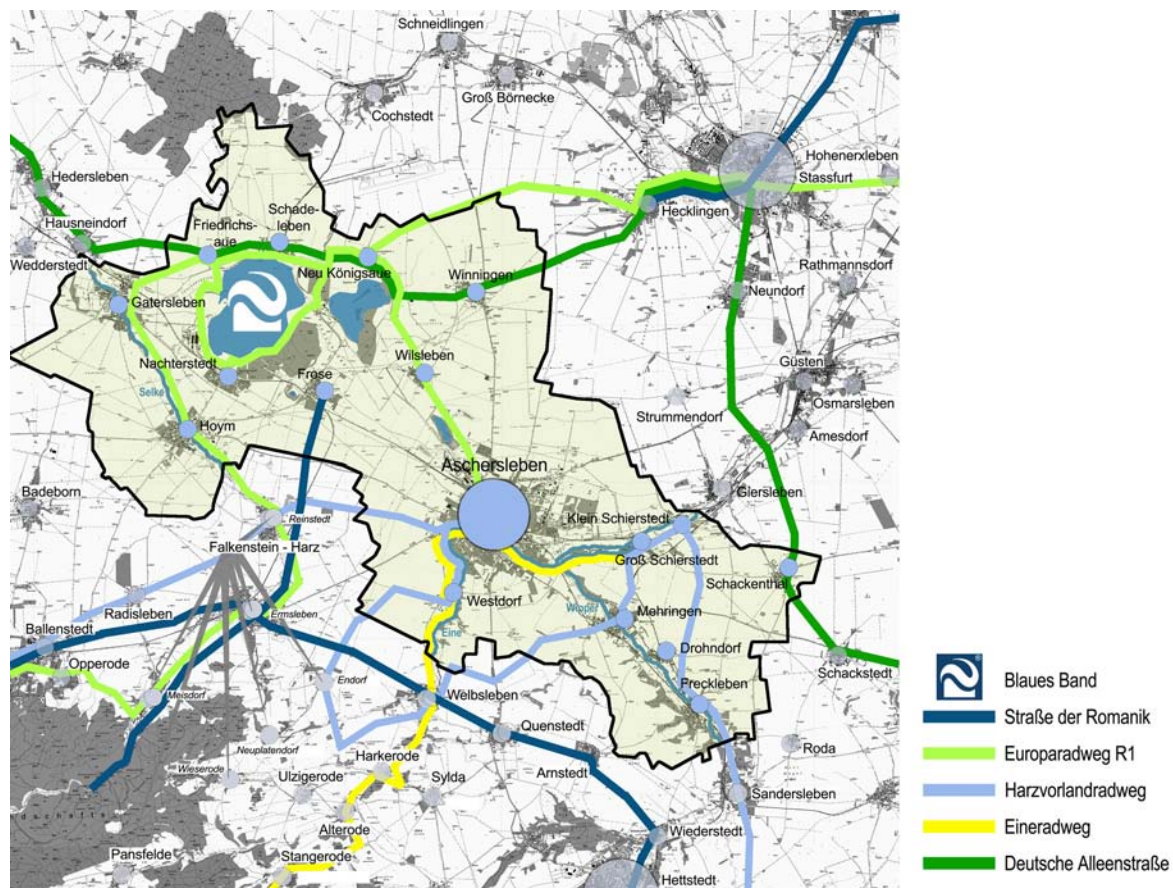 Schneidlingen
Groß Börnecke
Cochstedt
Hohenerxleben
Stassfurt
Hedersleben
Hausneindorf
Wedderstedt
Friedrichs-
aue
Schade-
leben
Hecklingen
Neu Königsaue
Winningen
Rathmannsdorf
Neundorf
Gatersleben
Nachterstedt
Frose
Wilsleben
Güsten
Osmarsleben
Selke
Strummendorf
Amesdorf
Hoym
Aschersleben
Giersleben
Badeborn
Reinstedt
Klein Schierstedt
Falkenstein - Harz
Groß Schierstedt
Schackenthal
Radisleben
Ermsleben
Westdorf
Wipper
Mehringen
Ballenstedt
Eine
Drohndorf
Opperode
Meisdorf
Endorf
Welbsleben
Freckleben
Schackstedt
Neuplatendorf
Quenstedt
Roda
Wieserode
Ulzigerode
Harkerode
Sylda
Arnstedt
Sandersleben
Alterode
Wiederstedt
Pansfelde
Stangerode
Hettstedt
Blaues Band
Straße der Romanik
Europaradweg R1
Harzvorlandradweg
Eineradweg
Deutsche Alleenstraße